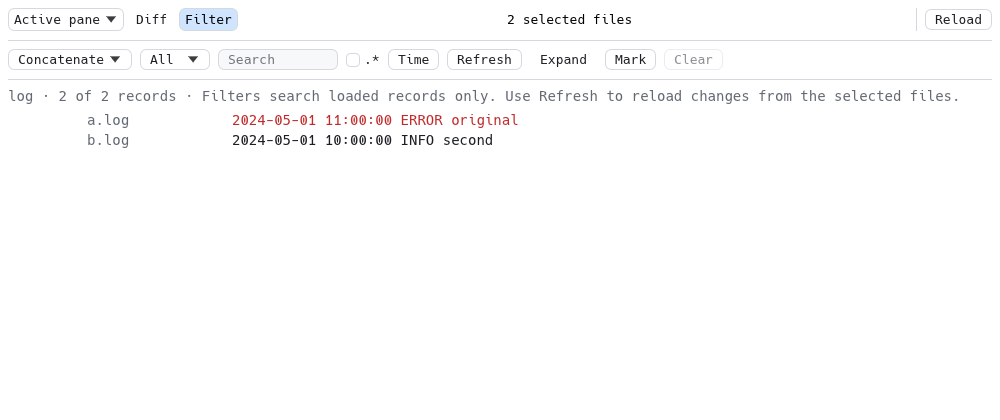 Active pane Diff Filter 2 selected files Reload
Concatenate All Search .* Time Refresh Expand Mark Clear
log · 2 of 2 records · Filters search loaded records only. Use Refresh to reload changes from the selected files.
a.log 2024-05-01 11:00:00 ERROR original
b.log 2024-05-01 10:00:00 INFO second